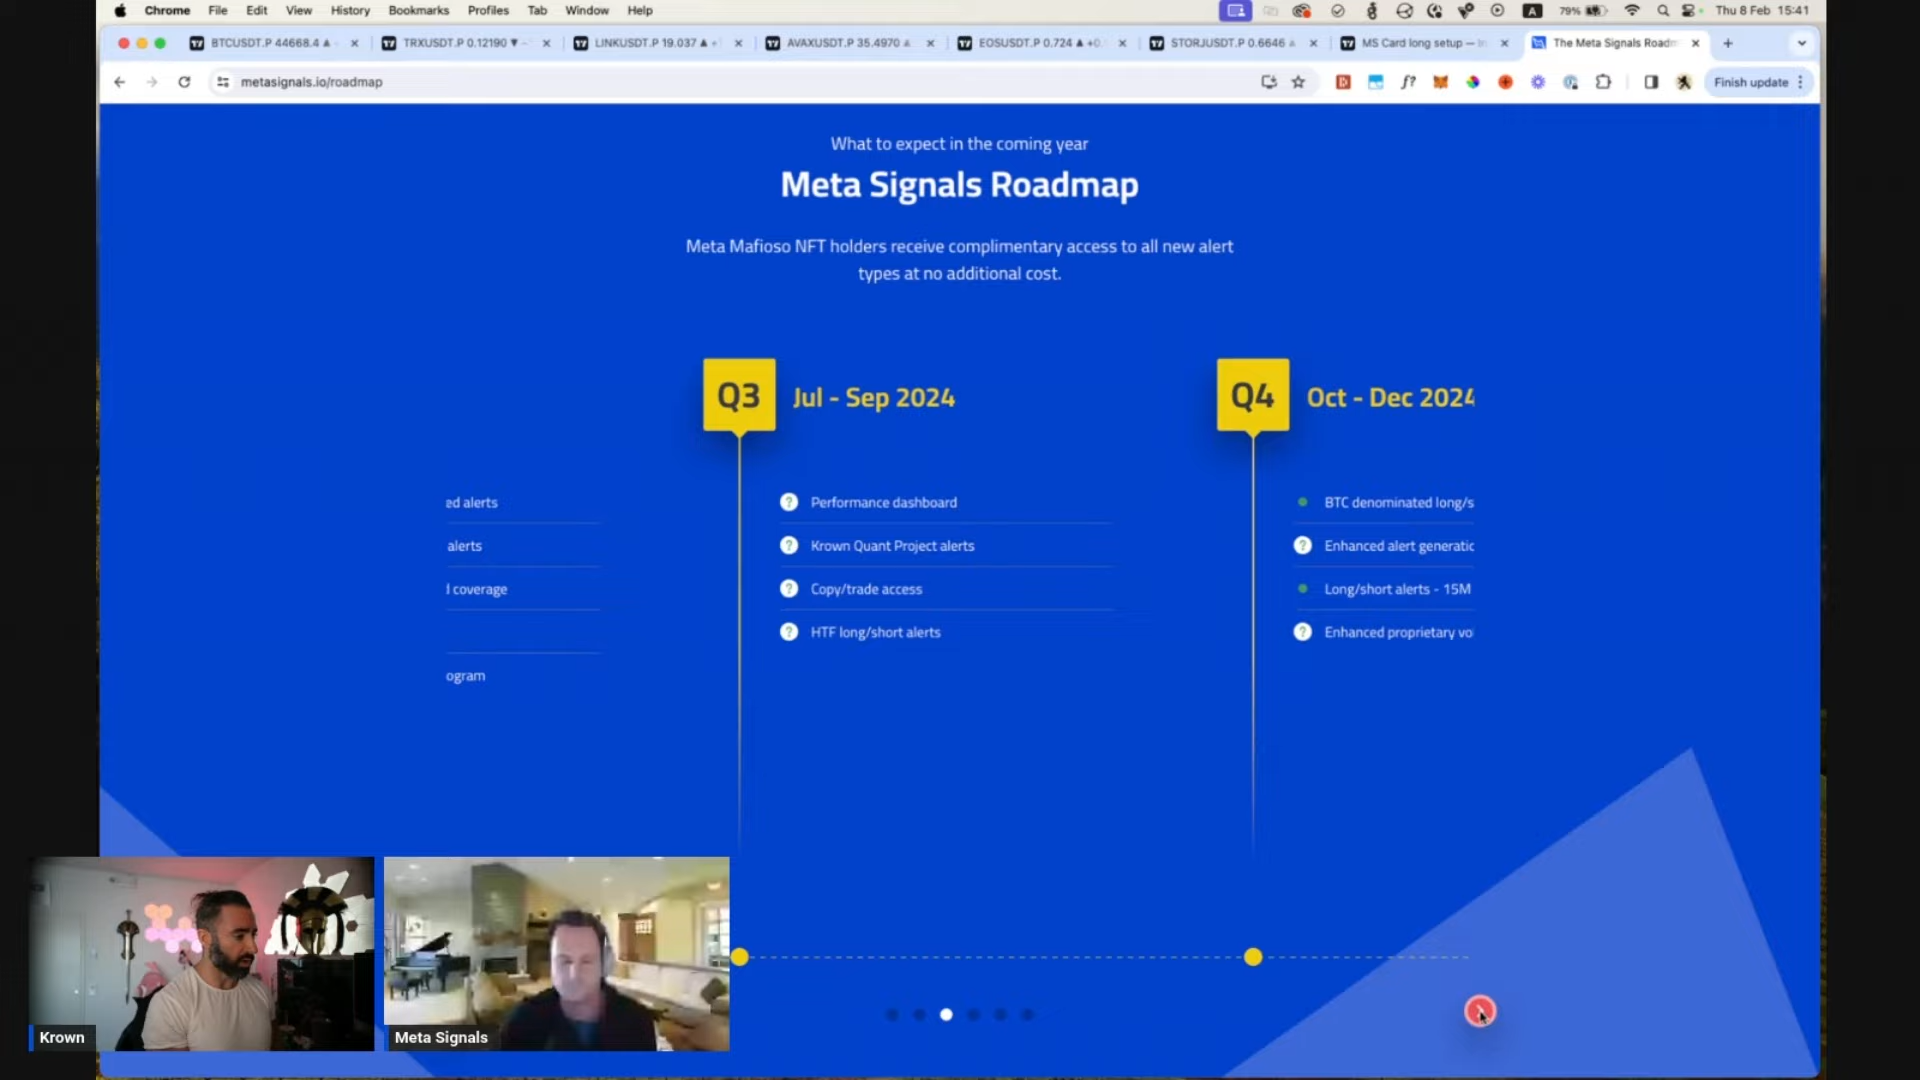 Chrome File Edit View History Bookmarks Profiles Tab Window Help
79% Thu 8 Feb 15:41
BTCUSDT.P 44668.4 ▲
TRXUSDT.P 0.12190 ▼
LINKUSDT.P 19.037 ▲
AVAXUSDT.P 35.4970
EOSUSDT.P 0.724 ▲
STORJUSDT.P 0.6646
MS Card long setup —
The Meta Signals Roadm
metasignals.io/roadmap
Finish update
What to expect in the coming year
Meta Signals Roadmap
Meta Mafioso NFT holders receive complimentary access to all new alert
types at no additional cost.
ed alerts
alerts
l coverage
ogram
Q3 Jul - Sep 2024
? Performance dashboard
? Krown Quant Project alerts
? Copy/trade access
? HTF long/short alerts
Q4 Oct - Dec 2024
BTC denominated long/s
? Enhanced alert generatio
Long/short alerts - 15M
? Enhanced proprietary vo
Krown
Meta Signals